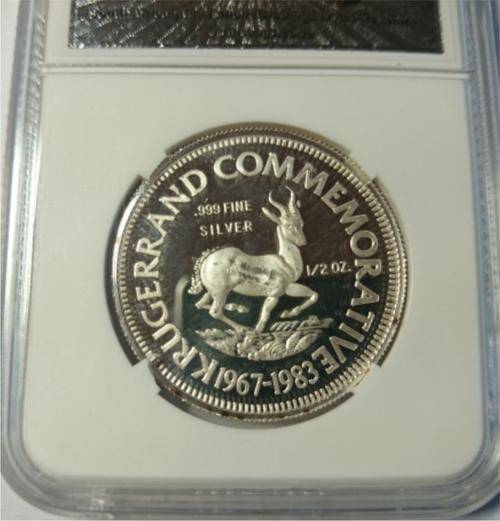 KRUGERRAND COMMEMORATIVE
.999 FINE
SILVER
1/2 OZ.
1967-1983